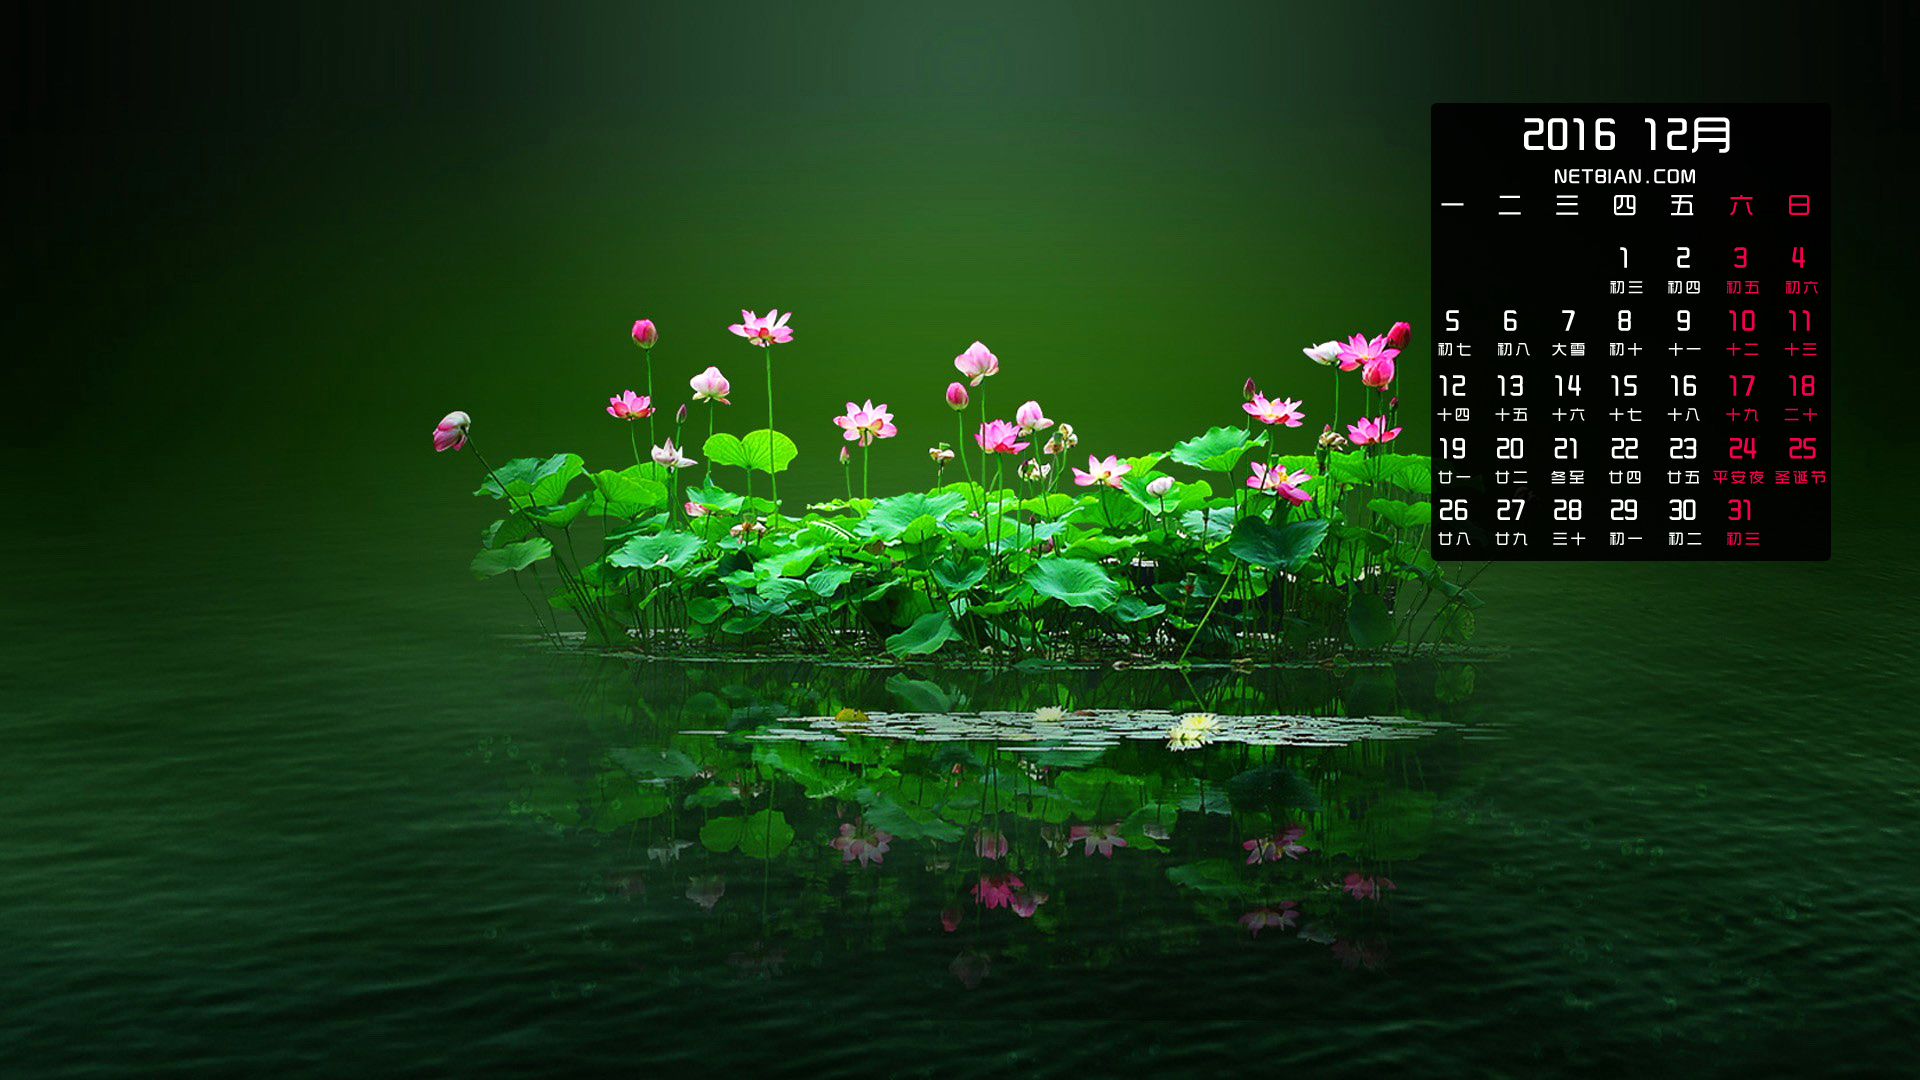 2016 12月
NETBIAN.COM
一 二 三 四 五 六 日
1 2 3 4
初三 初四 初五 初六
5 6 7 8 9 10 11
初七 初八 大雪 初十 十一 十二 十三
12 13 14 15 16 17 18
十四 十五 十六 十七 十八 十九 二十
19 20 21 22 23 24 25
廿一 廿二 冬至 廿四 廿五 平安夜 圣诞节
26 27 28 29 30 31
廿八 廿九 三十 初一 初二 初三